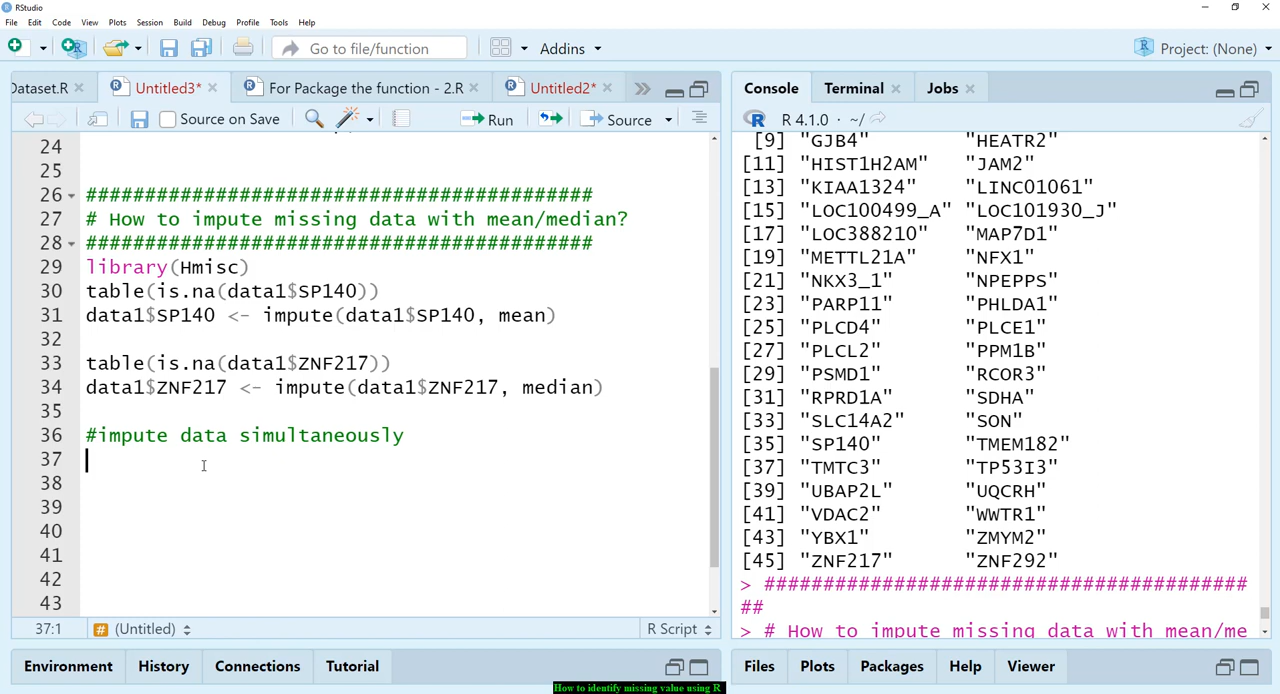 RStudio
File Edit Code View Plots Session Build Debug Profile Tools Help
Go to file/function Addins Project: (None)
Dataset.R Untitled3* For Package the function - 2.R Untitled2*
Source on Save Run Source
24
25
26 ###########################################
27 # How to impute missing data with mean/median?
28 ###########################################
29 library(Hmisc)
30 table(is.na(data1$SP140))
31 data1$SP140 <- impute(data1$SP140, mean)
32
33 table(is.na(data1$ZNF217))
34 data1$ZNF217 <- impute(data1$ZNF217, median)
35
36 #impute data simultaneously
37
38
39
40
41
42
43
37:1 # (Untitled) R Script
Console Terminal Jobs
R 4.1.0 · ~/
[9] "GJB4" "HEATR2"
[11] "HIST1H2AM" "JAM2"
[13] "KIAA1324" "LINC01061"
[15] "LOC100499_A" "LOC101930_J"
[17] "LOC388210" "MAP7D1"
[19] "METTL21A" "NFX1"
[21] "NKX3_1" "NPEPPS"
[23] "PARP11" "PHLDA1"
[25] "PLCD4" "PLCE1"
[27] "PLCL2" "PPM1B"
[29] "PSMD1" "RCOR3"
[31] "RPRD1A" "SDHA"
[33] "SLC14A2" "SON"
[35] "SP140" "TMEM182"
[37] "TMTC3" "TP53I3"
[39] "UBAP2L" "UQCRH"
[41] "VDAC2" "WWTR1"
[43] "YBX1" "ZMYM2"
[45] "ZNF217" "ZNF292"
> #########################################
##
> # How to impute missing data with mean/me
Environment History Connections Tutorial
Files Plots Packages Help Viewer
How to identify missing value using R